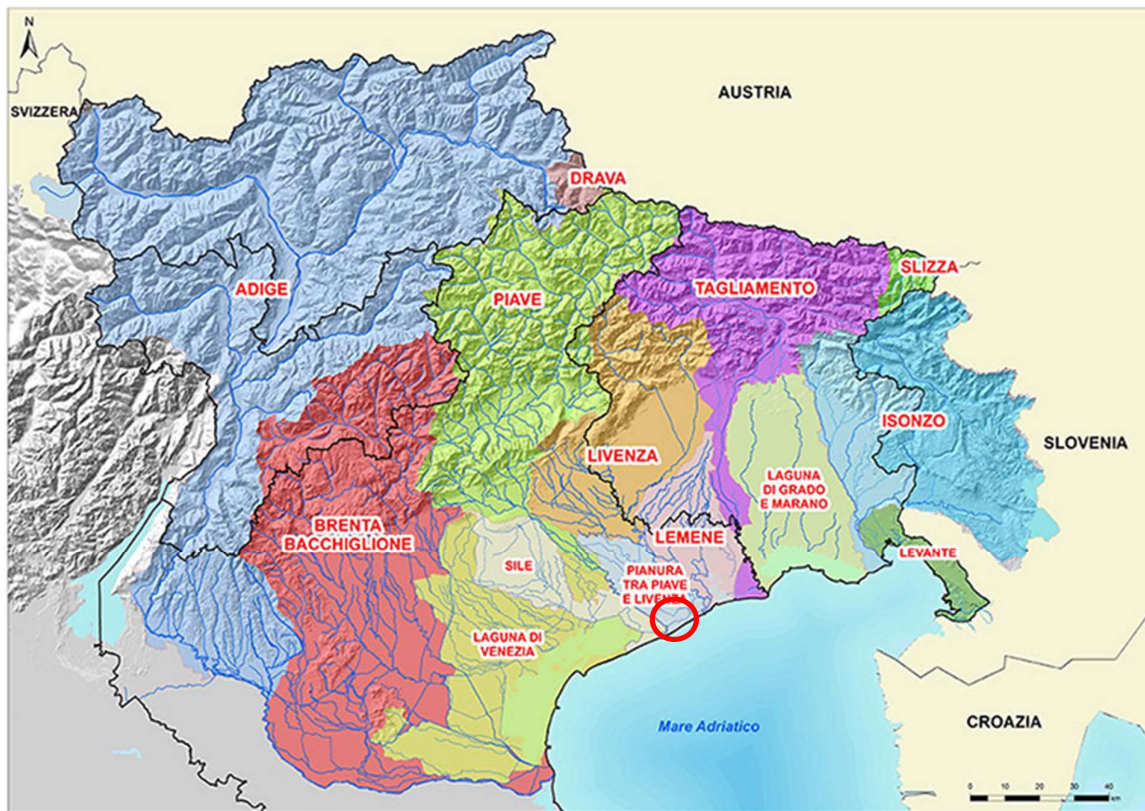 N
AUSTRIA
SVIZZERA
DRAVA
SLIZZA
ADIGE
PIAVE
TAGLIAMENTO
ISONZO
SLOVENIA
LIVENZA
LAGUNA
DI GRADO
E MARANO
BRENTA
BACCHIGLIONE
LEMENE
LEVANTE
SILE
PIANURA
TRA PIAVE
E LIVENZA
LAGUNA DI
VENEZIA
Mare Adriatico
CROAZIA
0 10 20 30 40
km